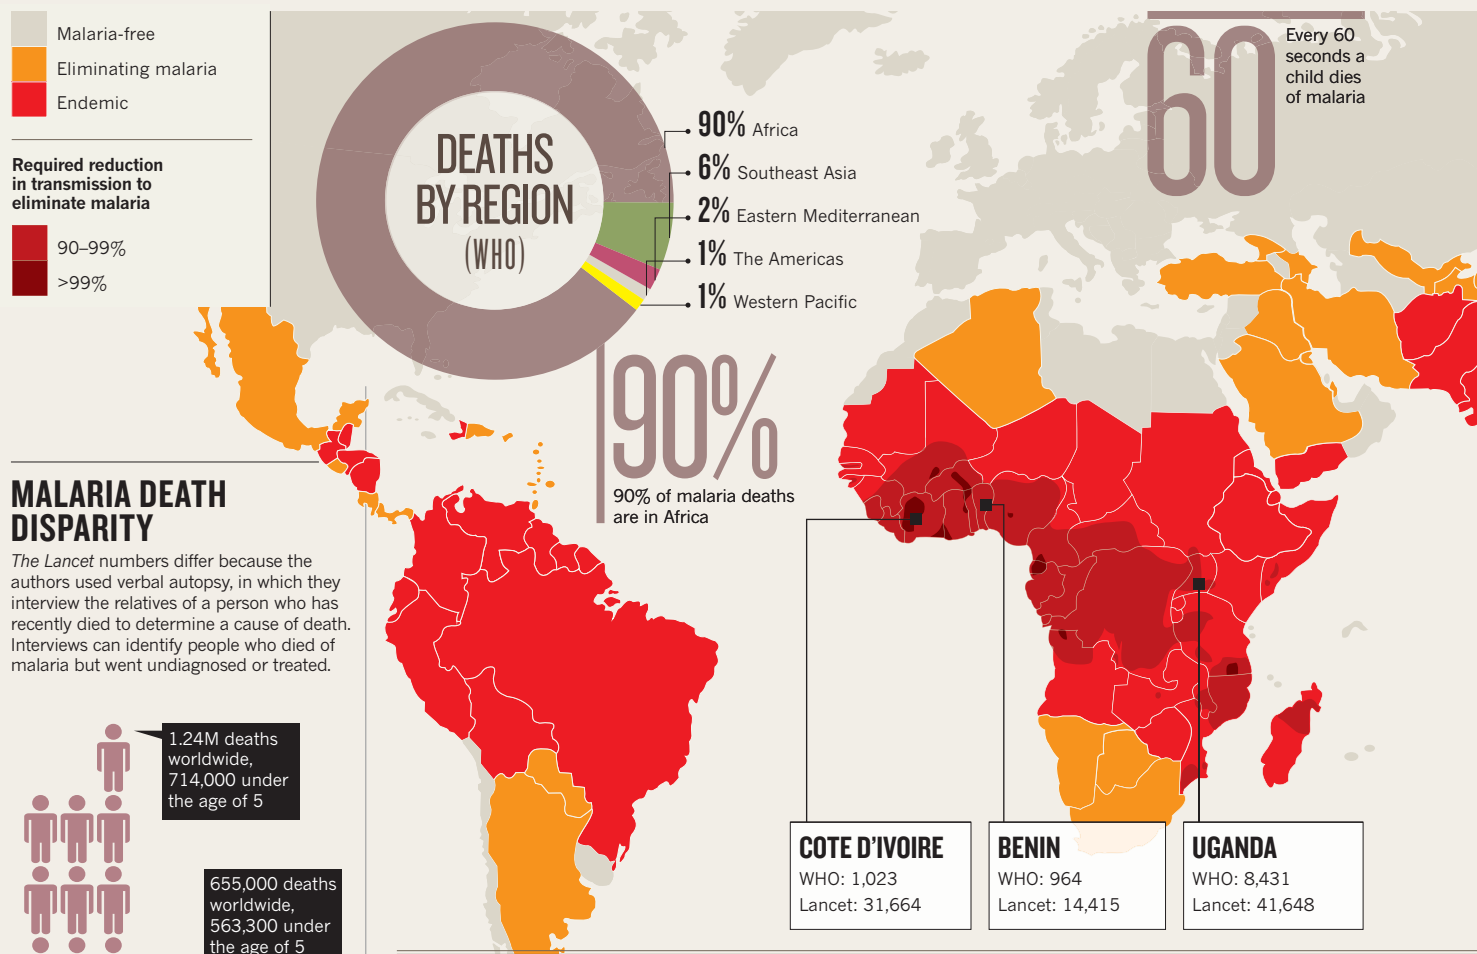 Malaria-free
Eliminating malaria
Endemic
Required reduction
in transmission to
eliminate malaria
90–99%
>99%
DEATHS
BY REGION
(WHO)
90% Africa
6% Southeast Asia
2% Eastern Mediterranean
1% The Americas
1% Western Pacific
60
Every 60
seconds a
child dies
of malaria
90%
90% of malaria deaths
are in Africa
MALARIA DEATH
DISPARITY
The Lancet numbers differ because the
authors used verbal autopsy, in which they
interview the relatives of a person who has
recently died to determine a cause of death.
Interviews can identify people who died of
malaria but went undiagnosed or treated.
1.24M deaths
worldwide,
714,000 under
the age of 5
655,000 deaths
worldwide,
563,300 under
the age of 5
COTE D’IVOIRE
WHO: 1,023
Lancet: 31,664
BENIN
WHO: 964
Lancet: 14,415
UGANDA
WHO: 8,431
Lancet: 41,648